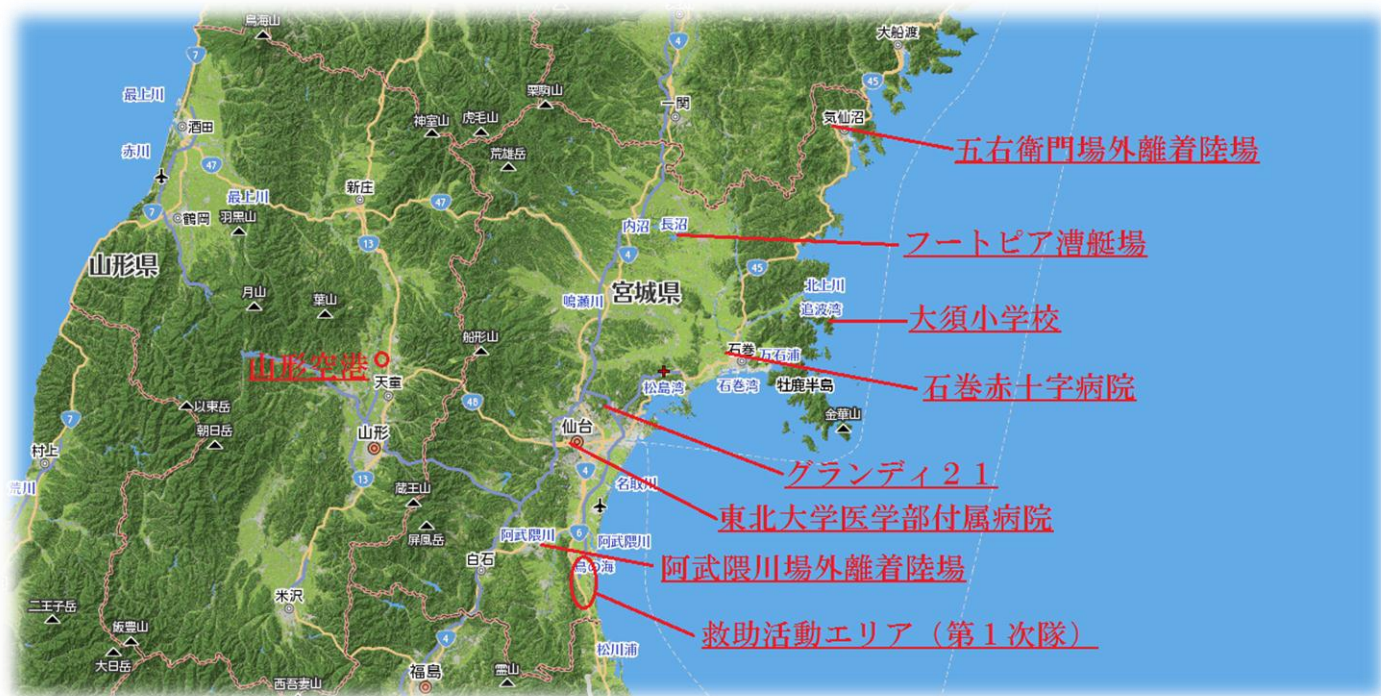 鳥海山
4
大船渡
7
最上川
栗駒山
45
酒田
神室山
虎毛山
一関
気仙沼
五右衛門場外離着陸場
赤川
荒雄岳
47
最上川
新庄
47
7
鶴岡
羽黒山
内沼
長沼
フートピア漕艇場
13
4
山形県
45
北上川
宮城県
月山
葉山
鳴瀬川
追波湾
大須小学校
船形山
石巻
万石浦
山形空港
天童
松島湾
石巻湾
牡鹿半島
石巻赤十字病院
以東岳
48
金華山
7
朝日岳
山形
仙台
村上
グランディ21
13
4
荒川
蔵王山
名取川
東北大学医学部付属病院
屏風岳
阿武隈川
6
阿武隈川
白石
鳥の海
阿武隈川場外離着陸場
米沢
二王子岳
飯豊山
救助活動エリア(第1次隊)
4
松川浦
大日岳
福島
霊山
西吾妻山